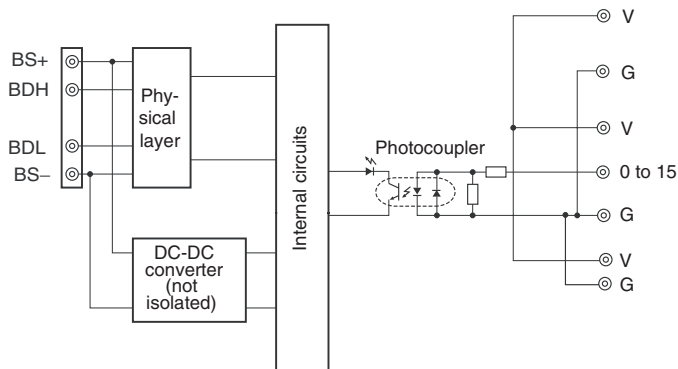 BS+
BDH
BDL
BS−
Phy-
sical
layer
DC-DC
converter
(not
isolated)
Internal circuits
Photocoupler
V
G
V
0 to 15
G
V
G